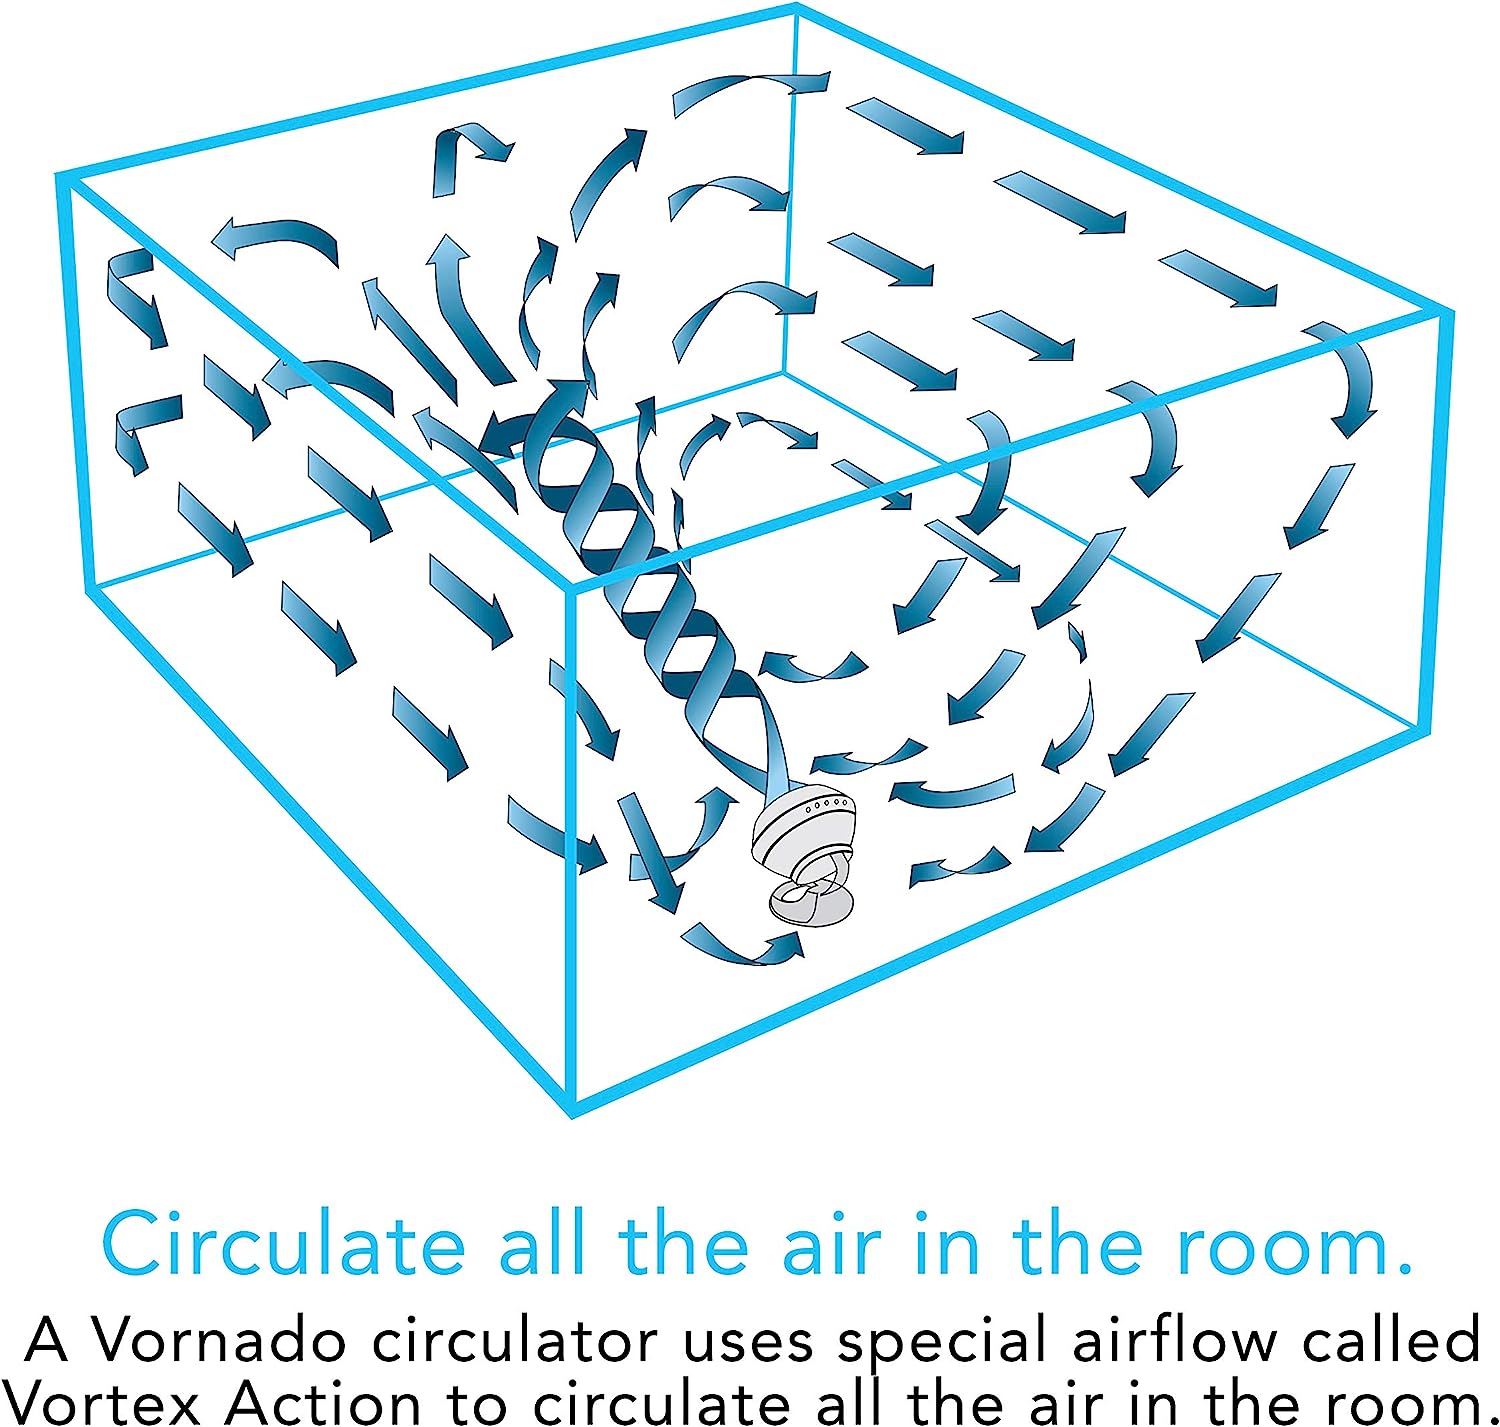 Circulate all the air in the room.
A Vornado circulator uses special airflow called
Vortex Action to circulate all the air in the room.